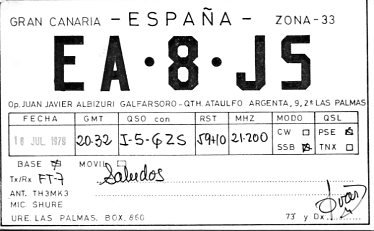 GRAN CANARIA - ESPAÑA - ZONA-33
EA·8·JS
Op. JUAN JAVIER ALBIZURI GALFARSORO - QTH. ATAULFO ARGENTA, 9, 2ª LAS PALMAS
FECHA GMT QSO con RST MHZ MODO QSL
16 JUL 1978 20-32 I-5-GZS 59+10 21-200 CW PSE
SSB TNX
BASE MOVIL
Tx/Rx FT-7 Saludos
ANT. TH3MK3
MIC SHURE
URE. LAS PALMAS. BOX. 860 73' y Dx Juan